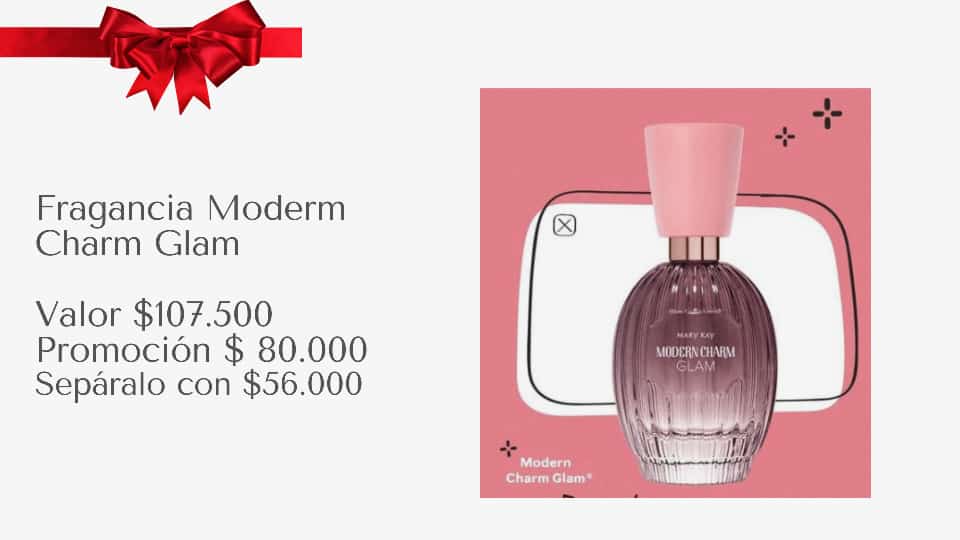 Fragancia Moderm
Charm Glam
Valor $107.500
Promoción $ 80.000
Sepáralo con $56.000
MARY KAY
MODERN CHARM
GLAM
Modern
Charm Glam®